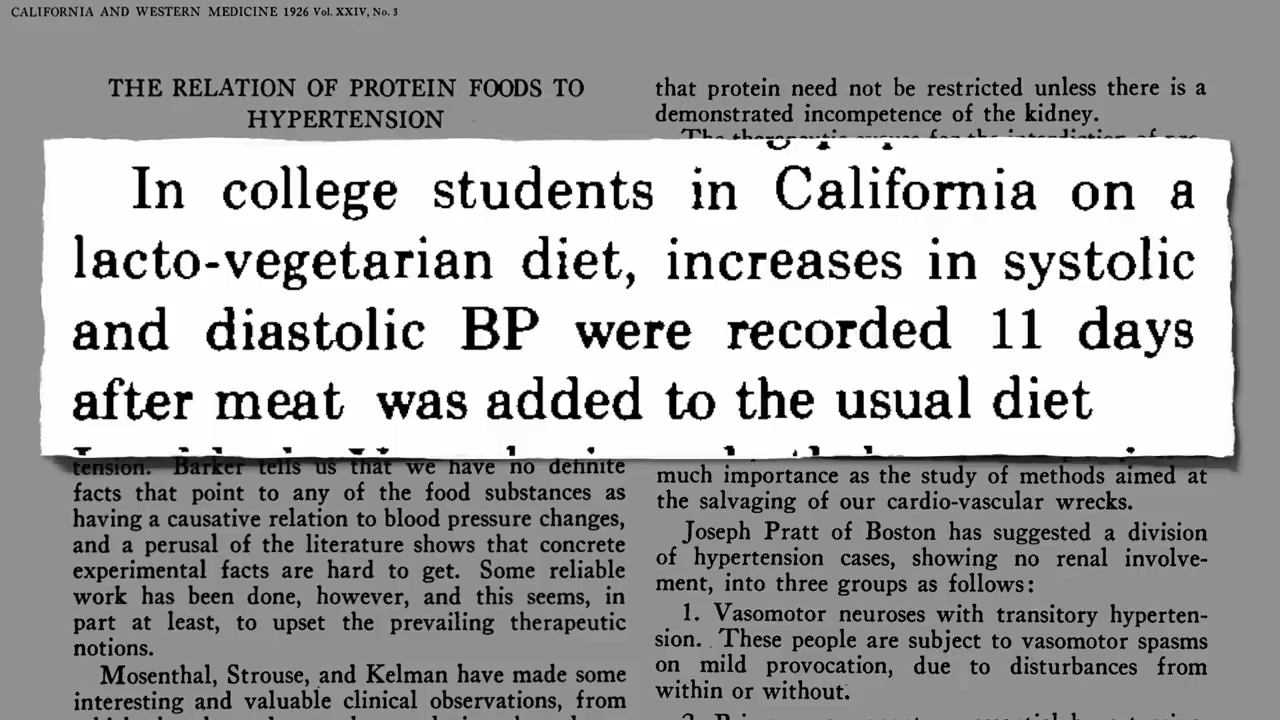 CALIFORNIA AND WESTERN MEDICINE 1926 Vol. XXIV, No. 3
THE RELATION OF PROTEIN FOODS TO
HYPERTENSION
that protein need not be restricted unless there is a
demonstrated incompetence of the kidney.
In college students in California on a
lacto-vegetarian diet, increases in systolic
and diastolic BP were recorded 11 days
after meat was added to the usual diet
tension. Barker tells us that we have no definite
facts that point to any of the food substances as
having a causative relation to blood pressure changes,
and a perusal of the literature shows that concrete
experimental facts are hard to get. Some reliable
work has been done, however, and this seems, in
part at least, to upset the prevailing therapeutic
notions.
Mosenthal, Strouse, and Kelman have made some
interesting and valuable clinical observations, from
much importance as the study of methods aimed at
the salvaging of our cardio-vascular wrecks.
Joseph Pratt of Boston has suggested a division
of hypertension cases, showing no renal involve-
ment, into three groups as follows:
1. Vasomotor neuroses with transitory hyperten-
sion. These people are subject to vasomotor spasms
on mild provocation, due to disturbances from
within or without.